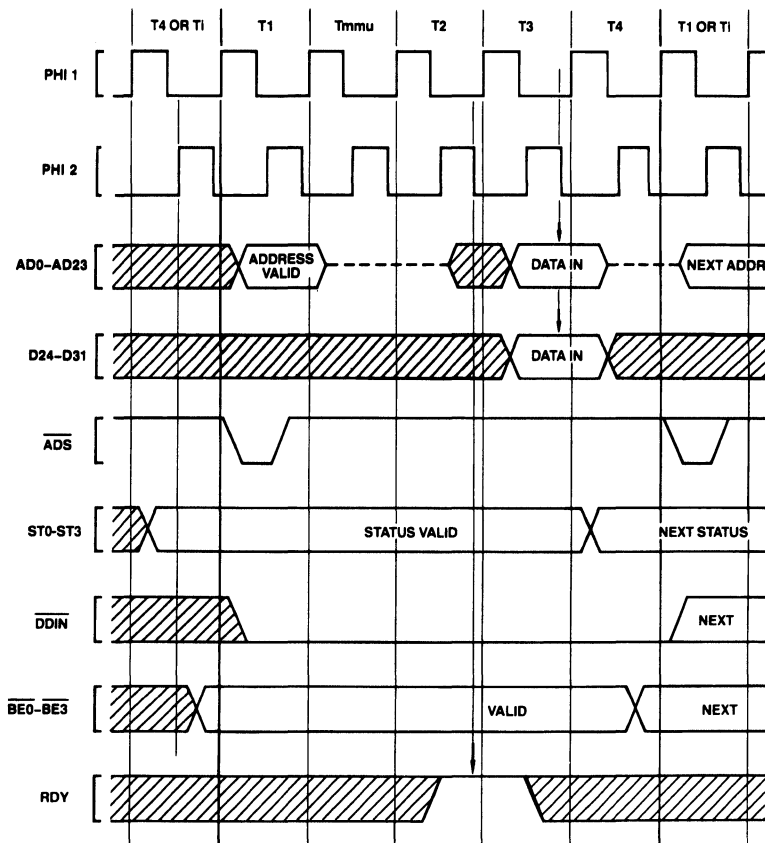 T4 OR Ti T1 Tmmu T2 T3 T4 T1 OR Ti
PHI 1
PHI 2
AD0–AD23 ADDRESS VALID DATA IN NEXT ADDR
D24–D31 DATA IN
ADS
ST0-ST3 STATUS VALID NEXT STATUS
DDIN NEXT
BE0–BE3 VALID NEXT
RDY